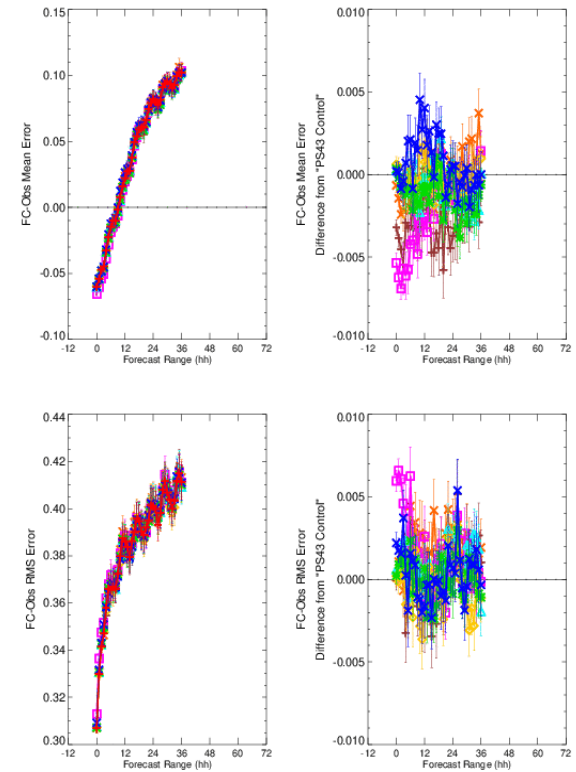 0.10
0.05
0.00
-0.05
-0.10
FC-Obs Mean Error
-12 0 12 24 36 48 60 72
Forecast Range (hh)
0.010
0.005
0.000
-0.005
-0.010
FC-Obs Mean Error
Difference from "PS43 Control"
-12 0 12 24 36 48 60 72
Forecast Range (hh)
0.44
0.42
0.40
0.38
0.36
0.34
0.32
0.30
FC-Obs RMS Error
-12 0 12 24 36 48 60 72
Forecast Range (hh)
0.010
0.005
0.000
-0.005
-0.010
FC-Obs RMS Error
Difference from "PS43 Control"
-12 0 12 24 36 48 60 72
Forecast Range (hh)